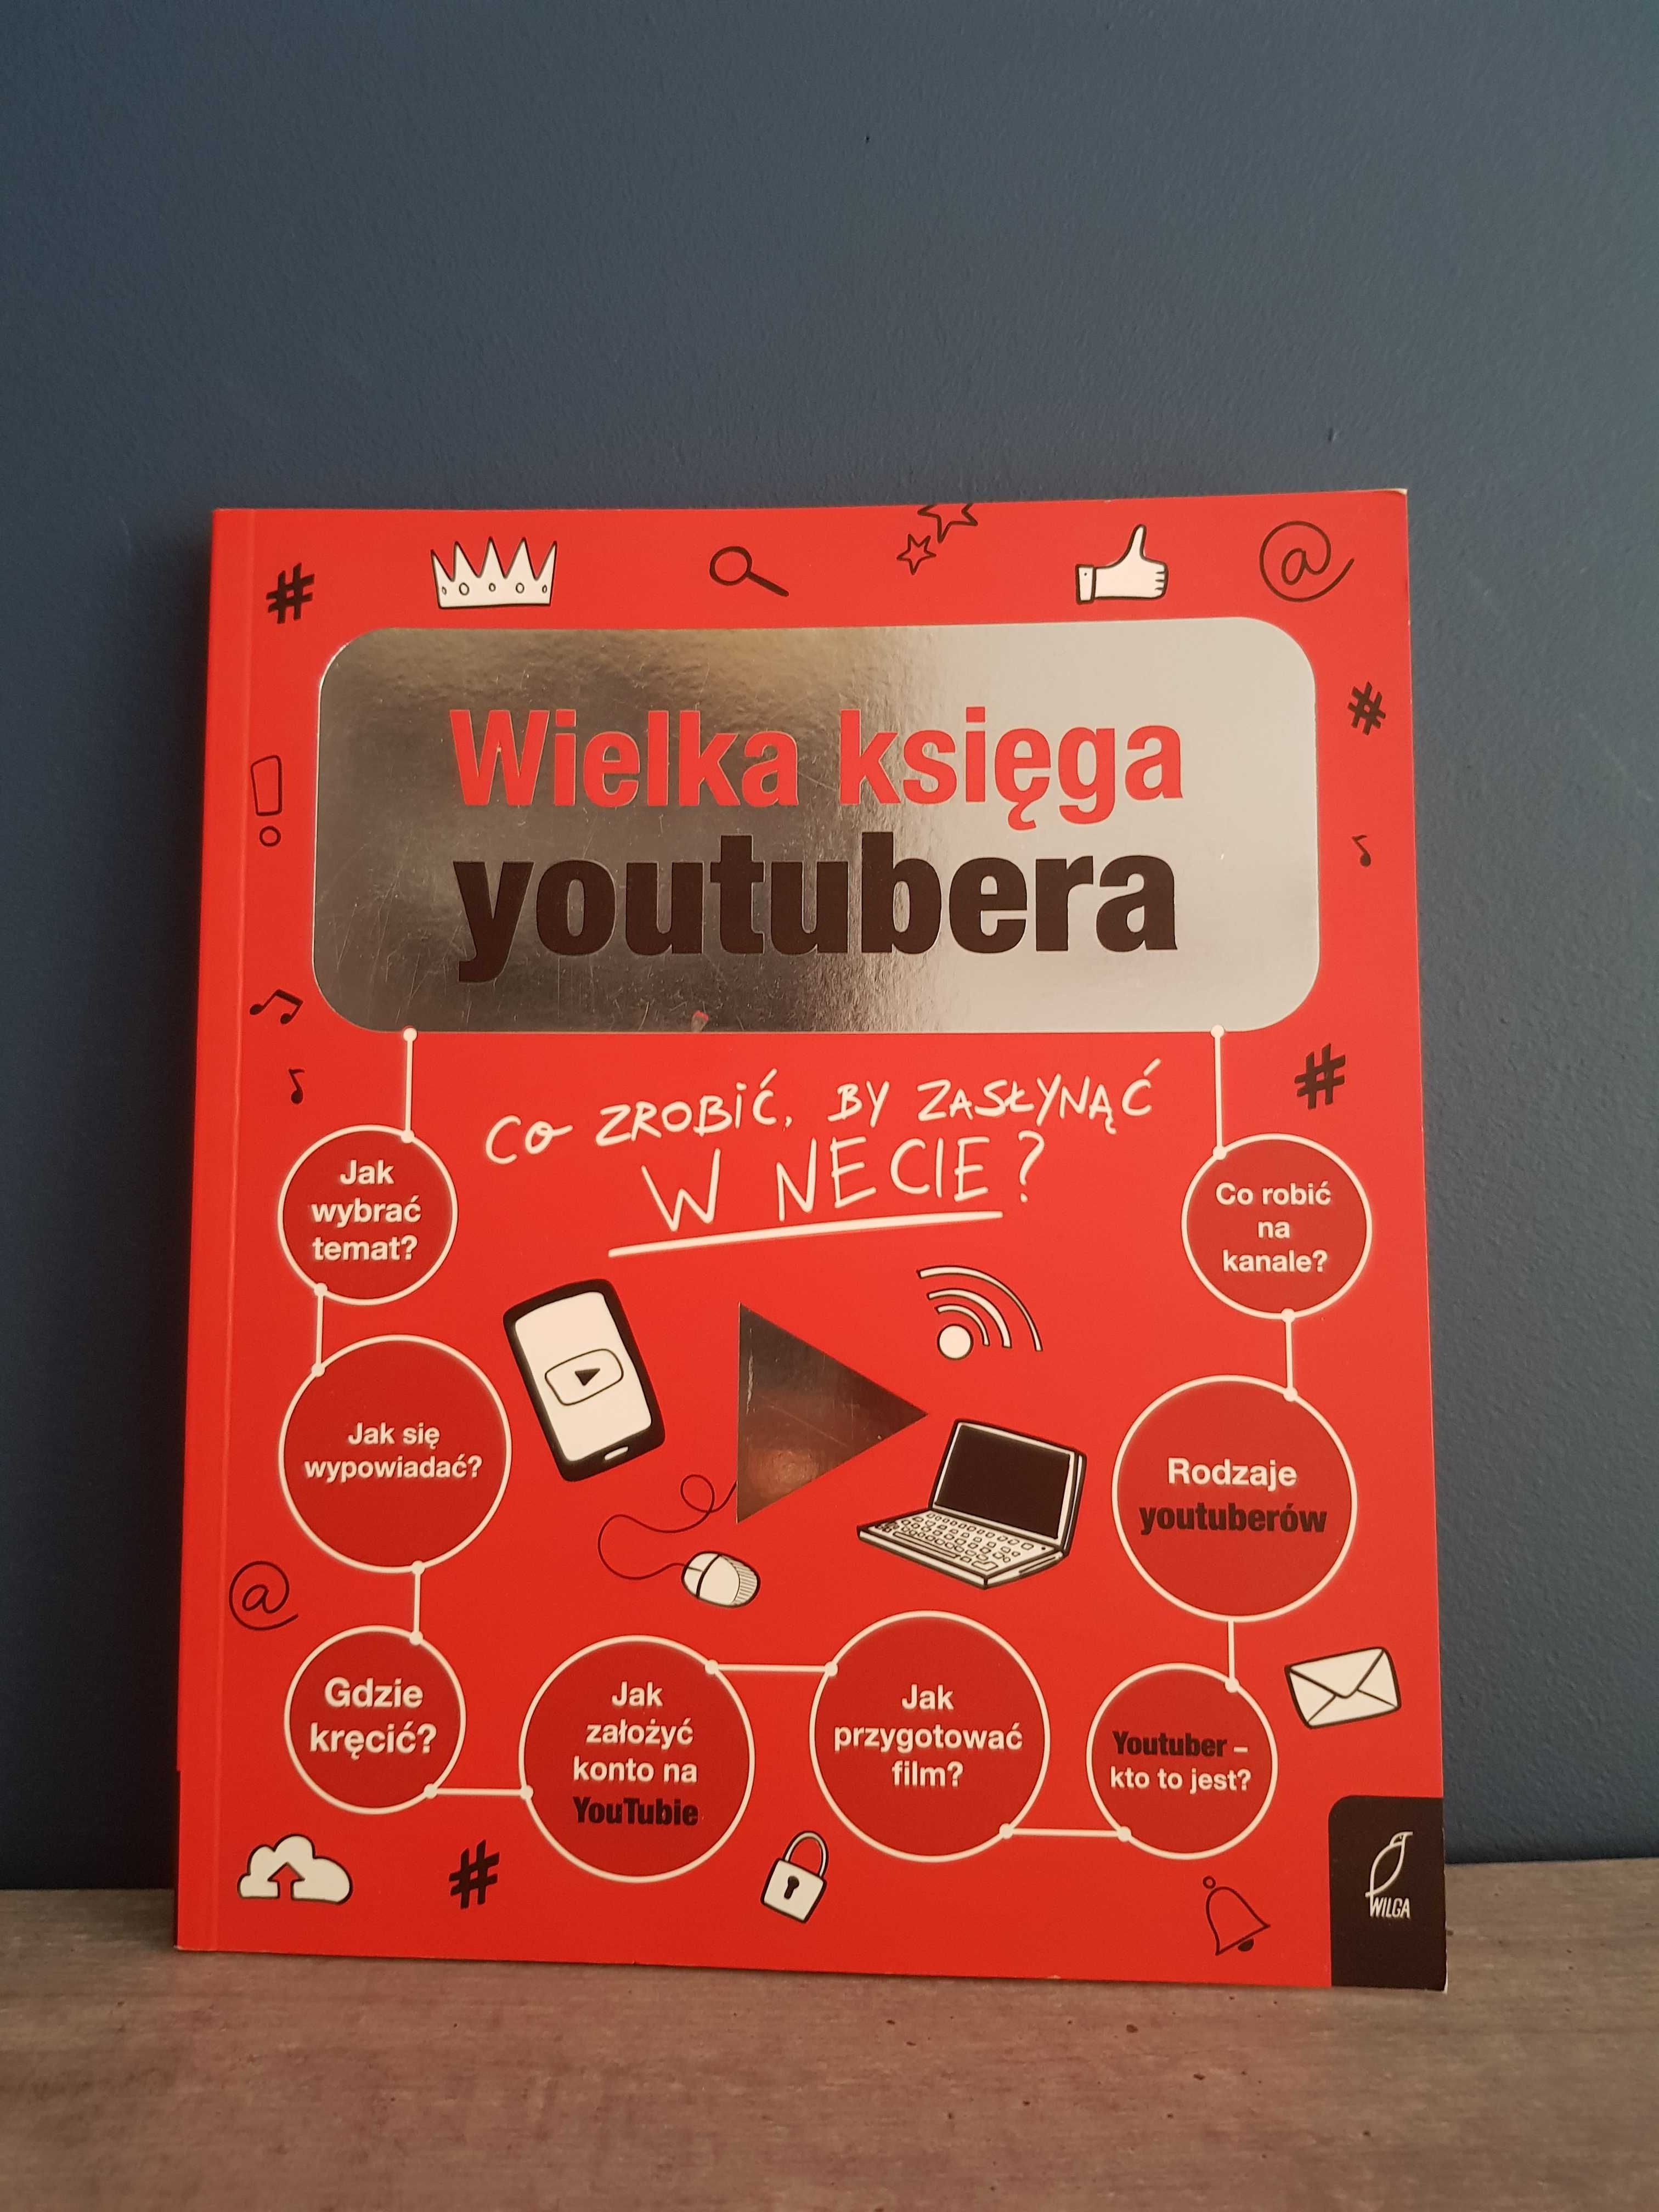 Wielka księga
youtubera
CO ZROBIĆ, BY ZASŁYNĄĆ
W NECIE?
Jak
wybrać
temat?
Co robić
na
kanale?
Jak się
wypowiadać?
Rodzaje
youtuberów
Gdzie
kręcić?
Jak
założyć
konto na
YouTubie
Jak
przygotować
film?
Youtuber –
kto to jest?
WILGA